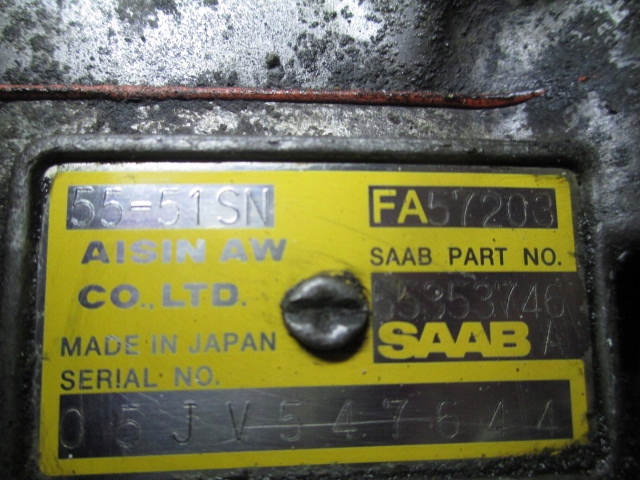 55-51SN
AISIN AW
CO.,LTD.
MADE IN JAPAN
SERIAL NO.
FA57203
SAAB PART NO.
5353746
SAAB A
05JV547644